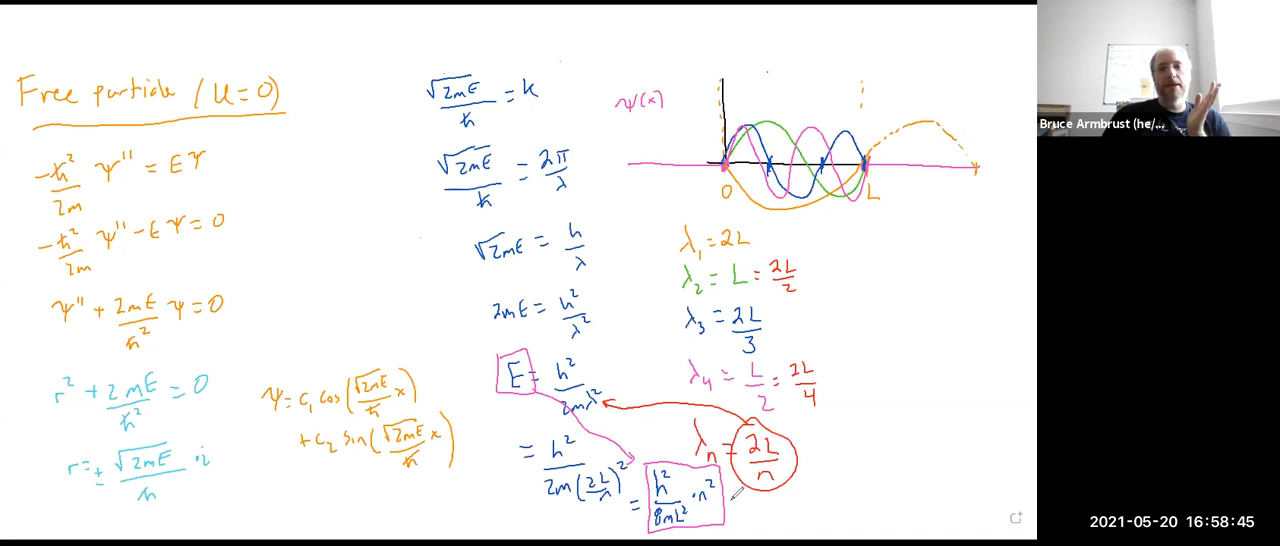 Free particle (U=0)
-ħ²/2m ψ'' = Eψ
-ħ²/2m ψ'' - Eψ = 0
ψ'' + 2mE/ħ² ψ = 0
r² + 2mE/ħ² = 0
r = ± √2mE/ħ · i
ψ = c₁ cos(√2mE/ħ x)
+ c₂ sin(√2mE/ħ x)
√2mE/ħ = k
√2mE/ħ = 2π/λ
√2mE = h/λ
2mE = h²/λ²
E = h²/2mλ²
= h²/2m(2L/n)²
= h²/8mL² · n²
ψ(x)
0 L
λ₁ = 2L
λ₂ = L = 2L/2
λ₃ = 2L/3
λ₄ = L/2 = 2L/4
λₙ = 2L/n
Bruce Armbrust (he/...
2021-05-20 16:58:45